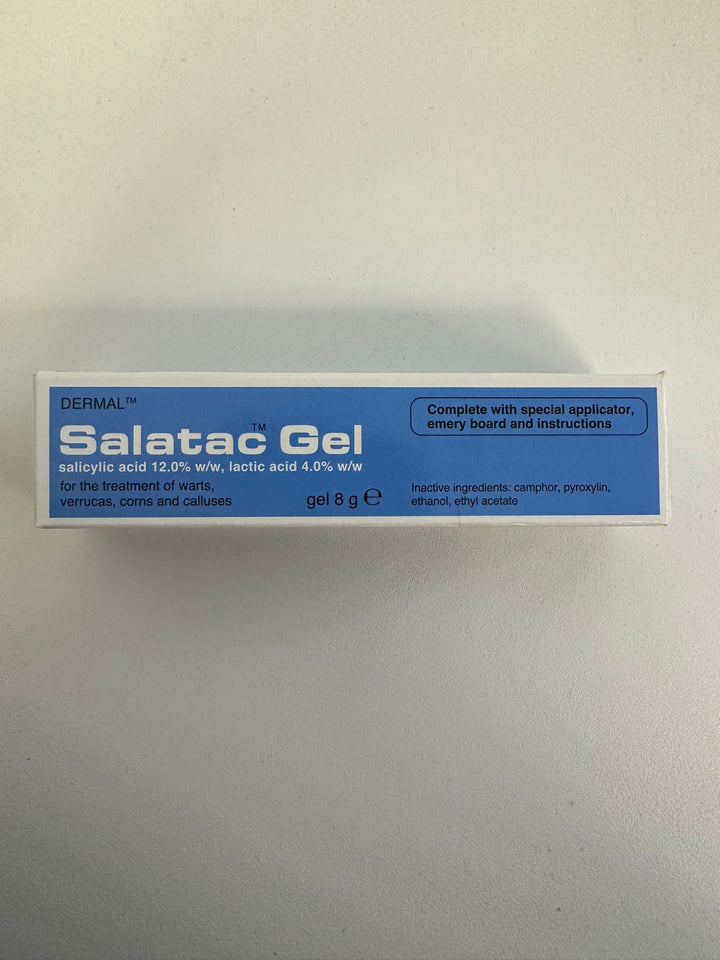 DERMAL™
Salatac™ Gel
salicylic acid 12.0% w/w, lactic acid 4.0% w/w
for the treatment of warts,
verrucas, corns and calluses
gel 8 g ℮
Complete with special applicator,
emery board and instructions
Inactive ingredients: camphor, pyroxylin,
ethanol, ethyl acetate